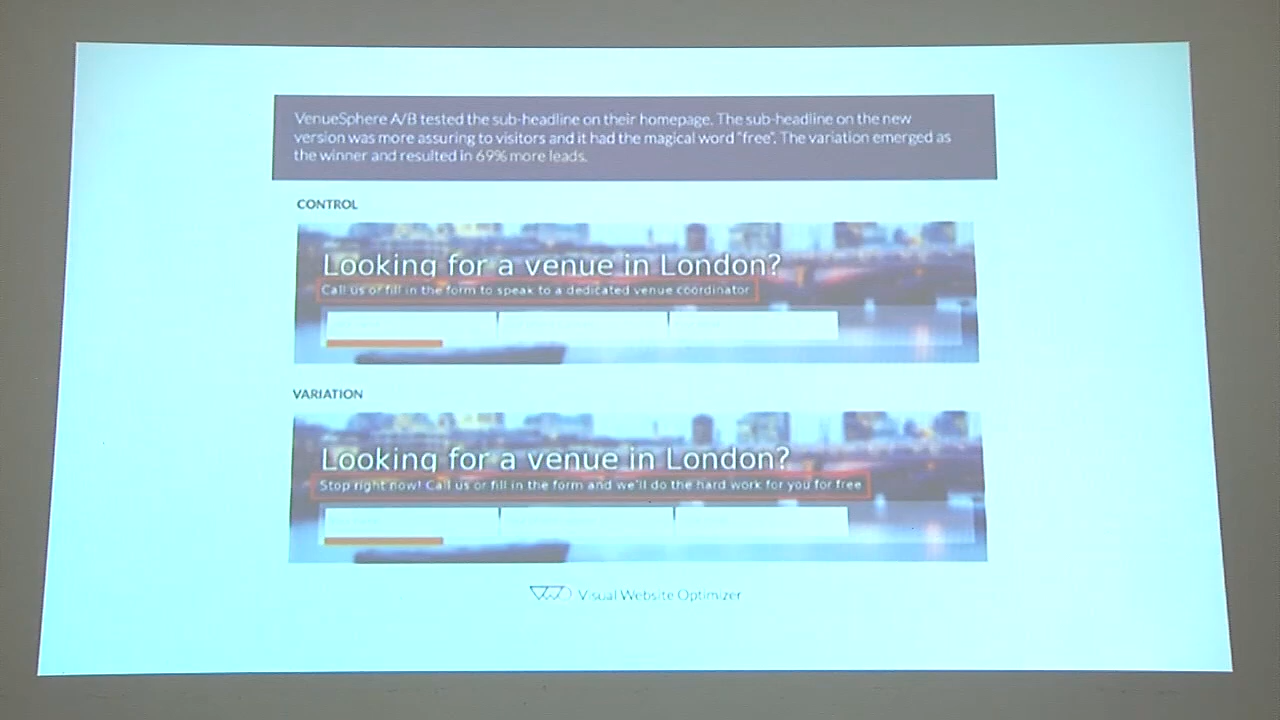 VenueSphere A/B tested the sub-headline on their homepage. The sub-headline on the new
version was more assuring to visitors and it had the magical word "free". The variation emerged as
the winner and resulted in 69% more leads.
CONTROL
Looking for a venue in London?
Call us or fill in the form to speak to a dedicated venue coordinator
VARIATION
Looking for a venue in London?
Stop right now! Call us or fill in the form and we'll do the hard work for you for free
VWO Visual Website Optimizer